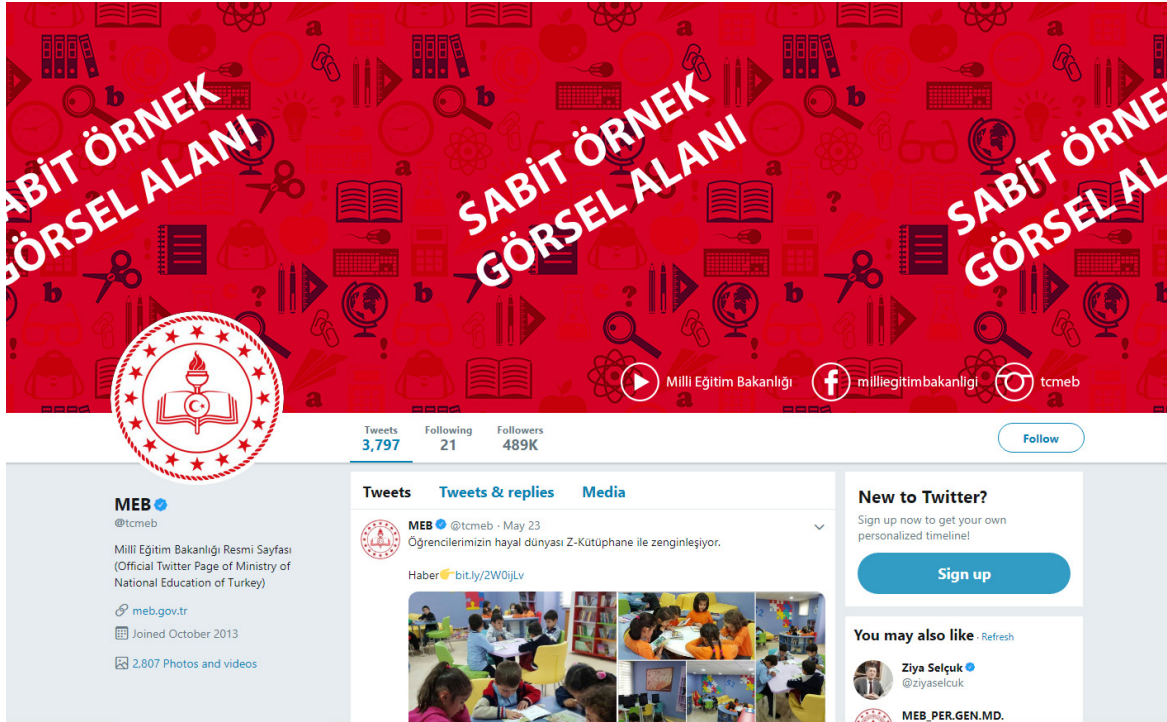 SABİT ÖRNEK
GÖRSEL ALANI
SABİT ÖRNEK
GÖRSEL ALANI
SABİT ÖRNE
GÖRSEL AL
Milli Eğitim Bakanlığı
milliegitimbakanligi
tcmeb
Tweets
3,797
Following
21
Followers
489K
Follow
MEB
@tcmeb
Millî Eğitim Bakanlığı Resmi Sayfası
(Official Twitter Page of Ministry of
National Education of Turkey)
meb.gov.tr
Joined October 2013
2,807 Photos and videos
Tweets Tweets & replies Media
MEB @tcmeb · May 23
Öğrencilerimizin hayal dünyası Z-Kütüphane ile zenginleşiyor.
Haber👉bit.ly/2W0ijLv
New to Twitter?
Sign up now to get your own
personalized timeline!
Sign up
You may also like · Refresh
Ziya Selçuk
@ziyaselcuk
MEB_PER.GEN.MD.